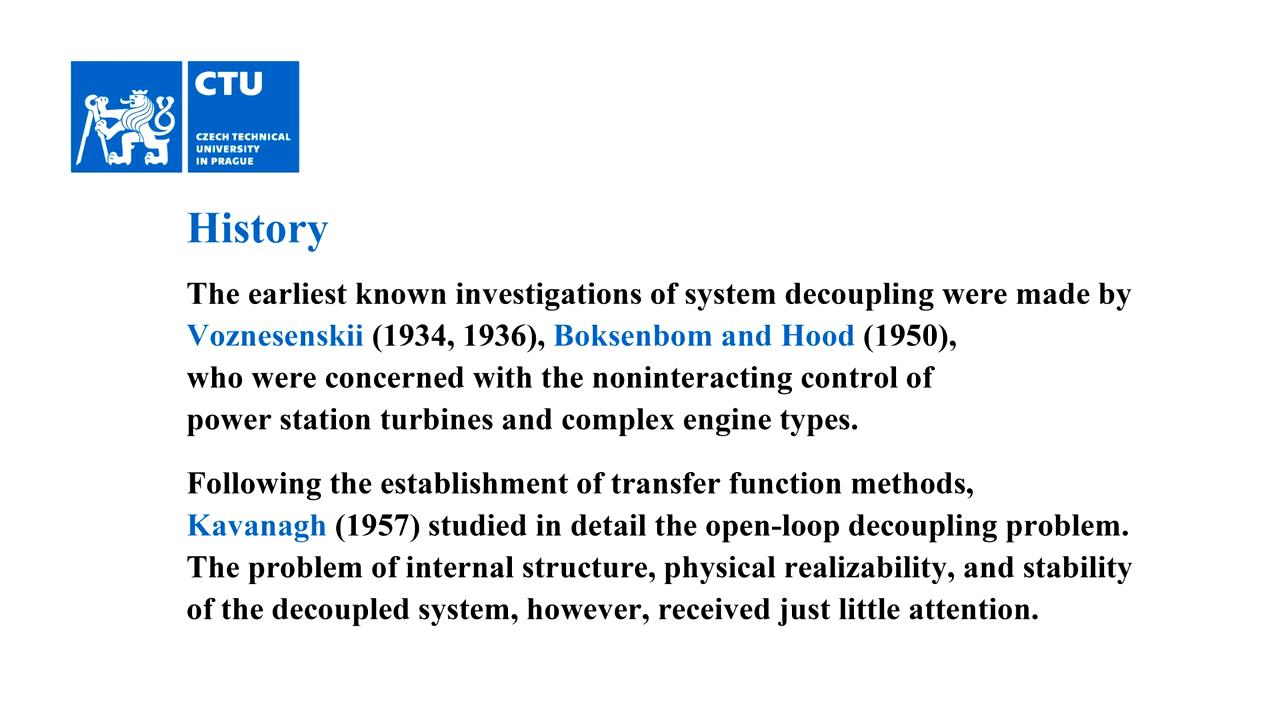 CTU
CZECH TECHNICAL
UNIVERSITY
IN PRAGUE
History
The earliest known investigations of system decoupling were made by
Voznesenskii (1934, 1936), Boksenbom and Hood (1950),
who were concerned with the noninteracting control of
power station turbines and complex engine types.
Following the establishment of transfer function methods,
Kavanagh (1957) studied in detail the open-loop decoupling problem.
The problem of internal structure, physical realizability, and stability
of the decoupled system, however, received just little attention.